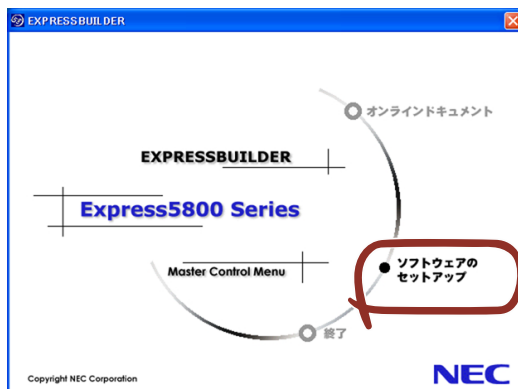 EXPRESSBUILDER
オンラインドキュメント
EXPRESSBUILDER
Express5800 Series
ソフトウェアの
セットアップ
Master Control Menu
終了
Copyright NEC Corporation
NEC